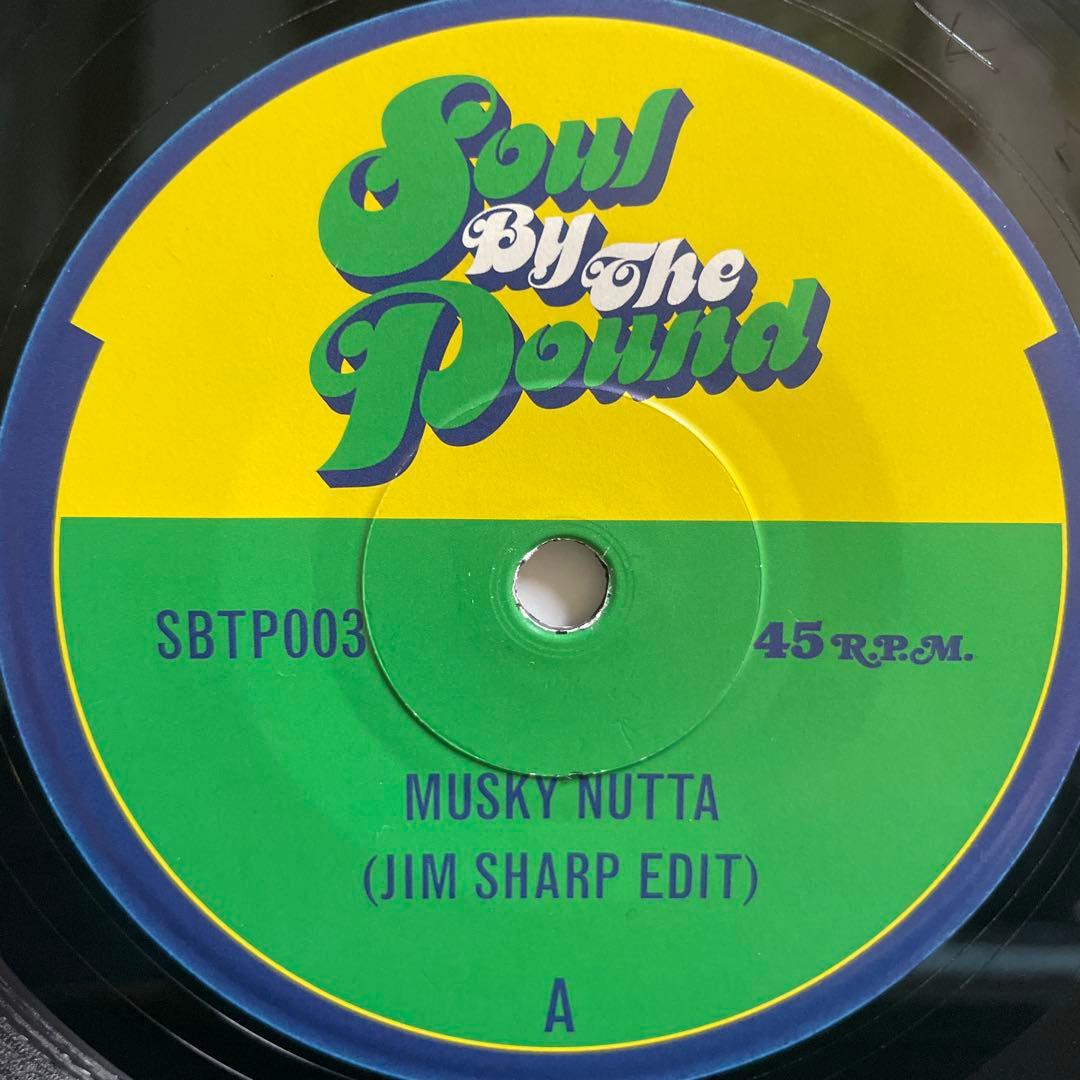 Soul
By The
Pound
SBTP003
45 R.P.M.
MUSKY NUTTA
(JIM SHARP EDIT)
A